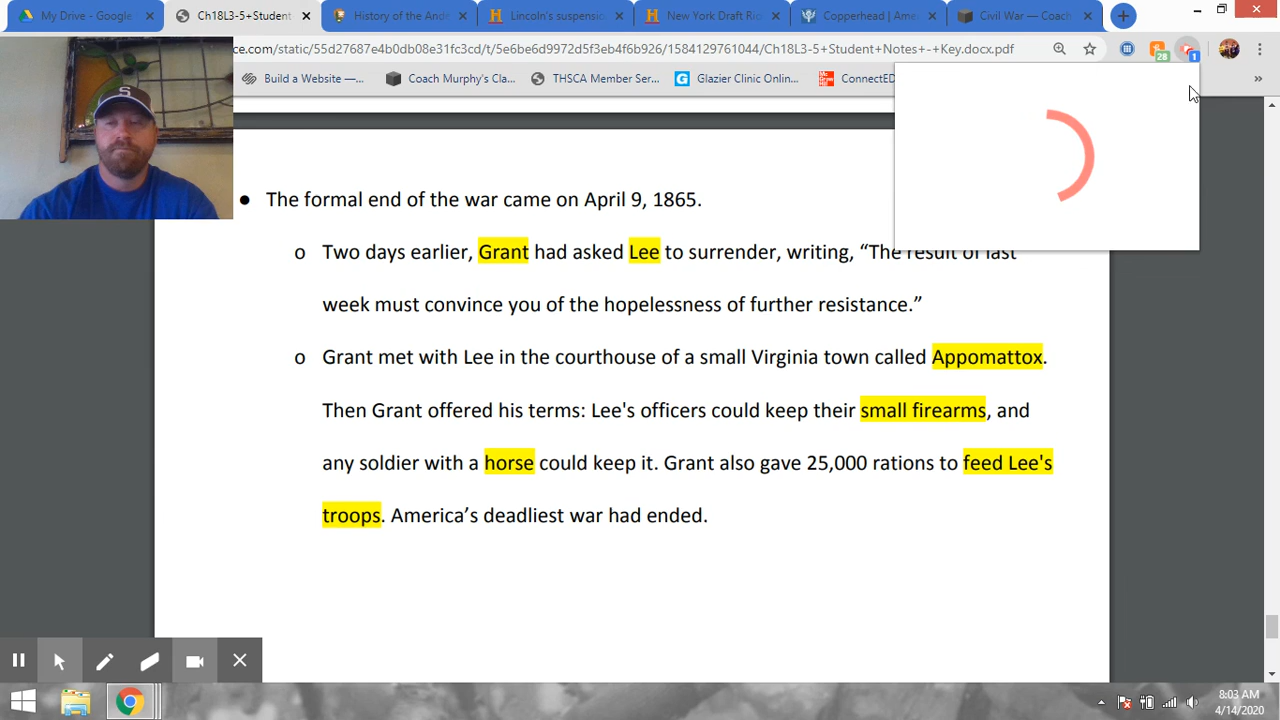 My Drive - Google
Ch18L3-5+Student
History of the And
Lincoln's suspensio
New York Draft Rio
Copperhead | Ame
Civil War — Coach
ce.com/static/55d27687e4b0db08e31fc3cd/t/5e6be6d9972d5f3eb4f6b926/1584129761044/Ch18L3-5+Student+Notes+-+Key.docx.pdf
28
1
Build a Website —...
Coach Murphy's Cla...
THSCA Member Ser...
Glazier Clinic Onlin...
ConnectED
»
S
● The formal end of the war came on April 9, 1865.
o Two days earlier, Grant had asked Lee to surrender, writing, “The result of last
week must convince you of the hopelessness of further resistance.”
o Grant met with Lee in the courthouse of a small Virginia town called Appomattox.
Then Grant offered his terms: Lee's officers could keep their small firearms, and
any soldier with a horse could keep it. Grant also gave 25,000 rations to feed Lee's
troops. America’s deadliest war had ended.
8:03 AM
4/14/2020